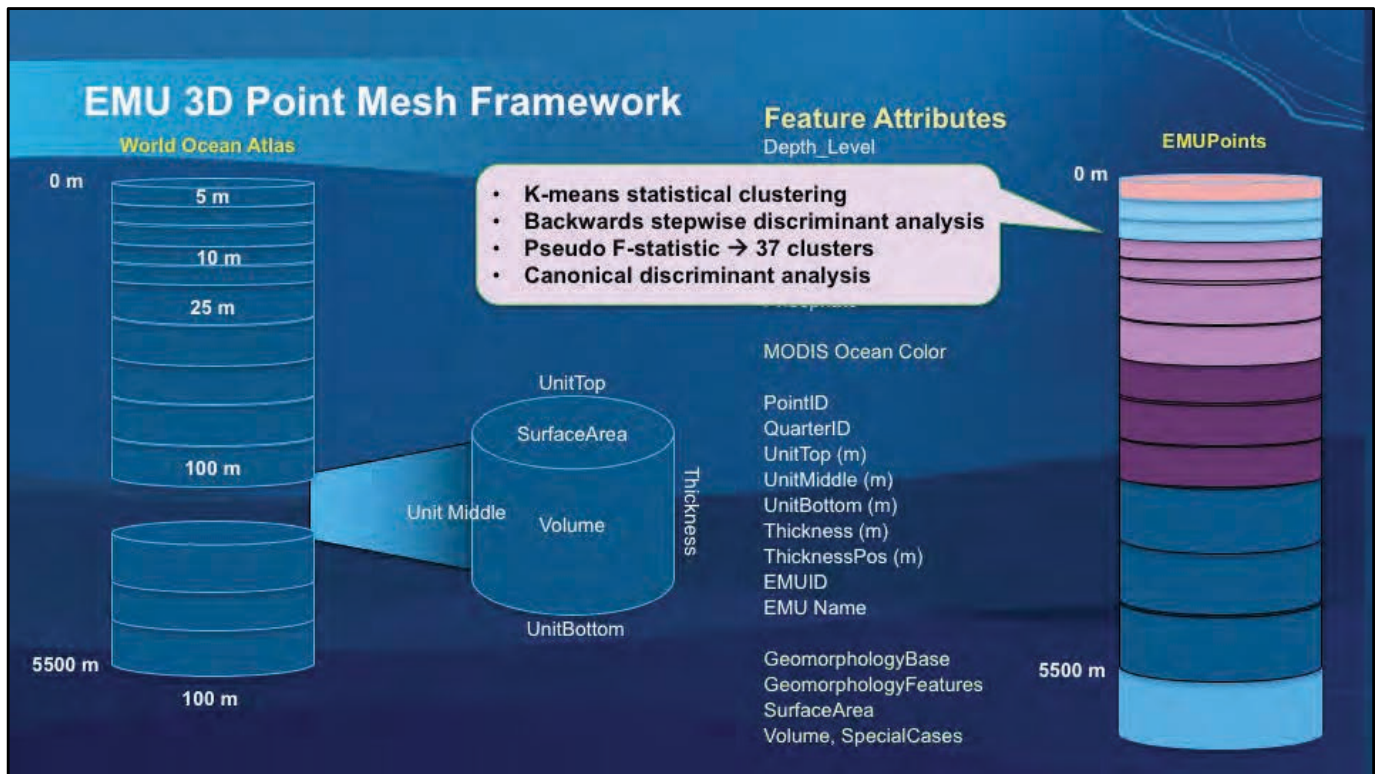 EMU 3D Point Mesh Framework
World Ocean Atlas
0 m
5 m
10 m
25 m
100 m
5500 m
100 m
UnitTop
SurfaceArea
Unit Middle
Volume
Thickness
UnitBottom
Feature Attributes
Depth_Level
• K-means statistical clustering
• Backwards stepwise discriminant analysis
• Pseudo F-statistic → 37 clusters
• Canonical discriminant analysis
MODIS Ocean Color
PointID
QuarterID
UnitTop (m)
UnitMiddle (m)
UnitBottom (m)
Thickness (m)
ThicknessPos (m)
EMUID
EMU Name
GeomorphologyBase
GeomorphologyFeatures
SurfaceArea
Volume, SpecialCases
EMUPoints
0 m
5500 m